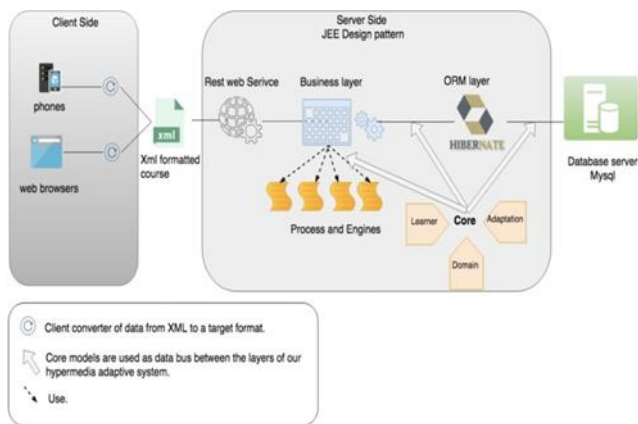 Client Side
phones
web browsers
xml
Xml formatted
course
Server Side
JEE Design pattern
Rest web Serivce
Business layer
ORM layer
HIBERNATE
Process and Engines
Learner
Core
Adaptation
Domain
Database server
Mysql
Client converter of data from XML to a target format.
Core models are used as data bus between the layers of our
hypermedia adaptive system.
Use.